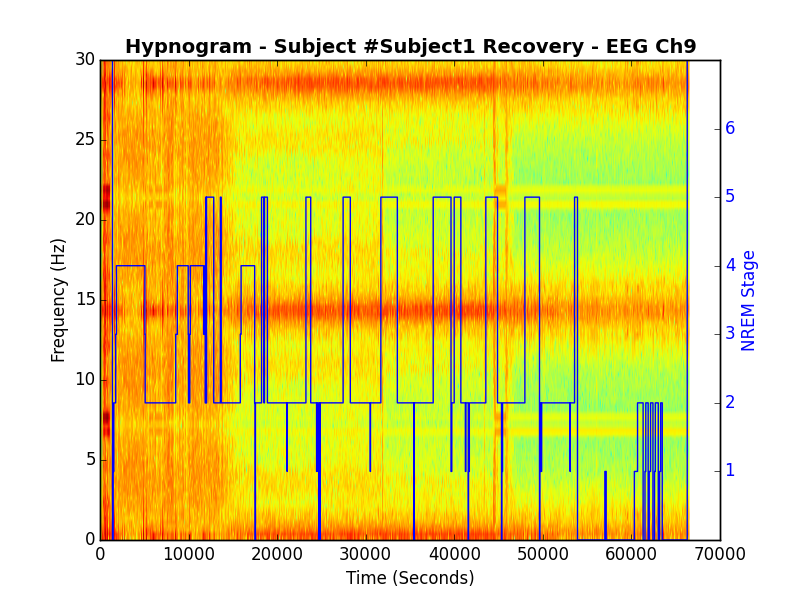 Hypnogram - Subject #Subject1 Recovery - EEG Ch9
30
25
20
15
10
5
0
Frequency (Hz)
0 10000 20000 30000 40000 50000 60000 70000
Time (Seconds)
6
5
4
3
2
1
NREM Stage